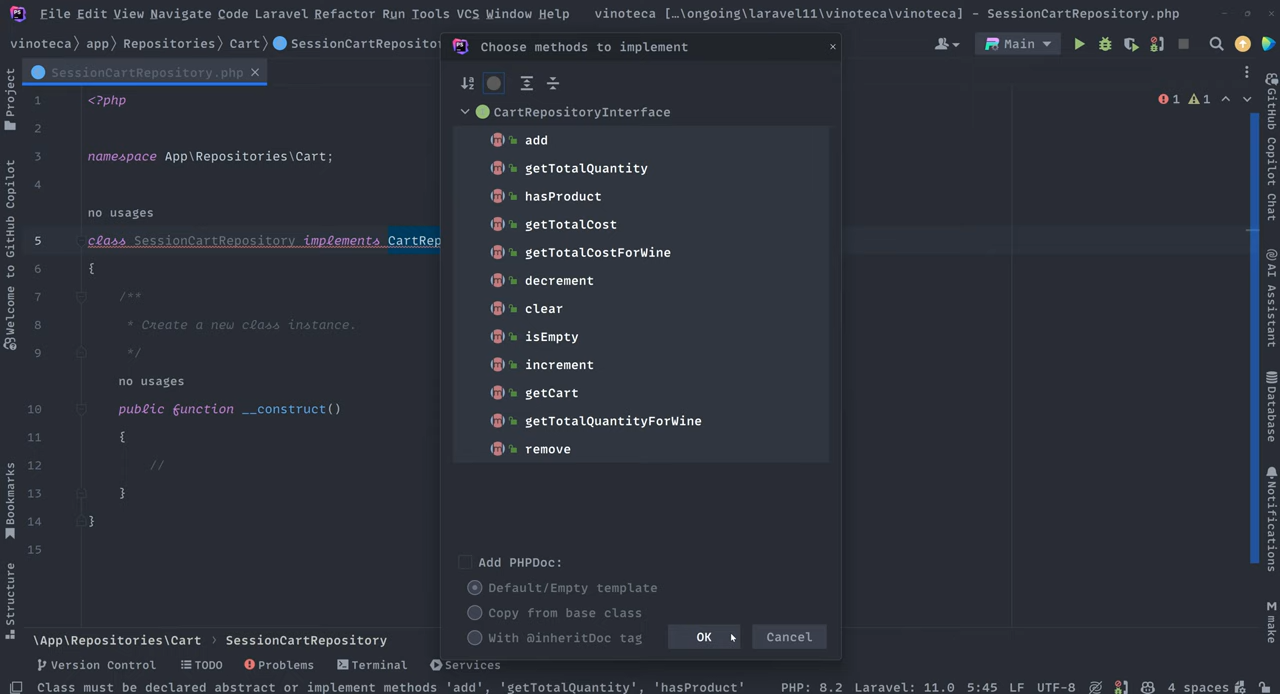 File Edit View Navigate Code Laravel Refactor Run Tools VCS Window Help vinoteca [...\ongoing\laravel11\vinoteca\vinoteca] - SessionCartRepository.php
vinoteca app Repositories Cart SessionCartReposito Main
SessionCartRepository.php
Choose methods to implement
CartRepositoryInterface
add
getTotalQuantity
hasProduct
getTotalCost
getTotalCostForWine
decrement
clear
isEmpty
increment
getCart
getTotalQuantityForWine
remove
Add PHPDoc:
Default/Empty template
Copy from base class
With @inheritDoc tag
OK Cancel
1 <?php
2
3 namespace App\Repositories\Cart;
4
no usages
5 class SessionCartRepository implements CartRep
6 {
7 /**
8 * Create a new class instance.
9 */
no usages
10 public function __construct()
11 {
12 //
13 }
14 }
15
1 1
Project
Welcome to GitHub Copilot
Bookmarks
Structure
GitHub Copilot Chat
AI Assistant
Database
Notifications
M make
\App\Repositories\Cart SessionCartRepository
Version Control TODO Problems Terminal Services
Class must be declared abstract or implement methods 'add', 'getTotalQuantity', 'hasProduct' PHP: 8.2 Laravel: 11.0 5:45 LF UTF-8 4 spaces